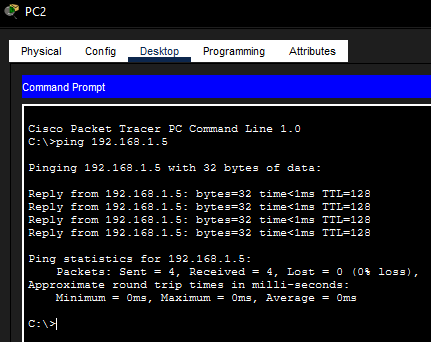 PC2
Physical Config Desktop Programming Attributes
Command Prompt
Cisco Packet Tracer PC Command Line 1.0
C:\>ping 192.168.1.5
Pinging 192.168.1.5 with 32 bytes of data:
Reply from 192.168.1.5: bytes=32 time<1ms TTL=128
Reply from 192.168.1.5: bytes=32 time<1ms TTL=128
Reply from 192.168.1.5: bytes=32 time<1ms TTL=128
Reply from 192.168.1.5: bytes=32 time<1ms TTL=128
Ping statistics for 192.168.1.5:
Packets: Sent = 4, Received = 4, Lost = 0 (0% loss),
Approximate round trip times in milli-seconds:
Minimum = 0ms, Maximum = 0ms, Average = 0ms
C:\>